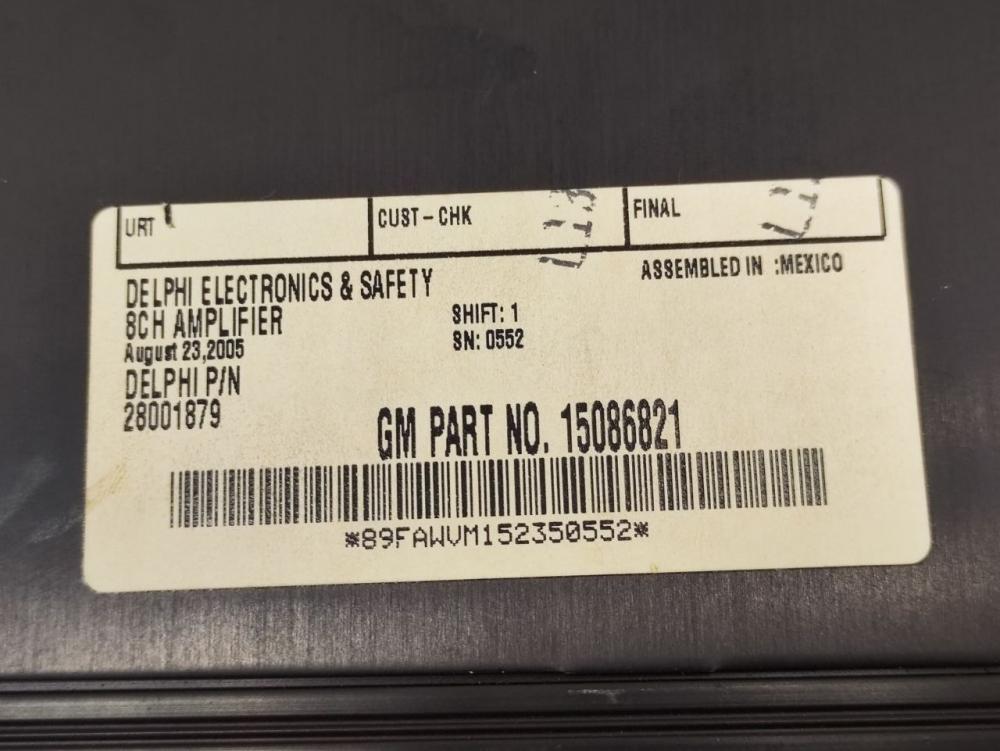 URT
CUST-CHK
FINAL
ASSEMBLED IN :MEXICO
DELPHI ELECTRONICS & SAFETY
8CH AMPLIFIER
SHIFT: 1
August 23,2005
SN: 0552
DELPHI P/N
28001879
GM PART NO. 15086821
*89FAWVM152350552*